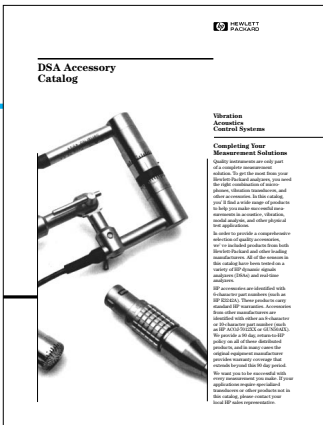 HEWLETT
PACKARD
DSA Accessory
Catalog
Vibration
Acoustics
Control Systems
Completing Your
Measurement Solutions
Quality instruments are only part
of a complete measurement
solution. To get the most from your
Hewlett-Packard analyzers, you need
the right combination of micro-
phones, vibration transducers, and
other accessories. In this catalog,
you'll find a wide range of products
to help you make successful mea-
surements in acoustics, vibration,
modal analysis, and other physical
test applications.
In order to provide a comprehensive
selection of quality accessories,
we've included products from both
Hewlett-Packard and other leading
manufacturers. All of the sensors in
this catalog have been tested on a
variety of HP dynamic signals
analyzers (DSAs) and real-time
analyzers.
HP accessories are identified with
6-character part numbers (such as
HP These products carry
standard HP warranties. Accessories
from other manufacturers are
identified with either an 8-character
or 10-character part number (such
as HP or
We provide a 90 day, return-to-HP
policy on all of these distributed
products, and in many cases the
original equipment manufacturer
provides warranty coverage that
extends beyond this 90 day period.
We want you to be successful with
every measurement you make. If your
applications require specialized
transducers or other products not in
this catalog, please contact your
local HP sales representative.